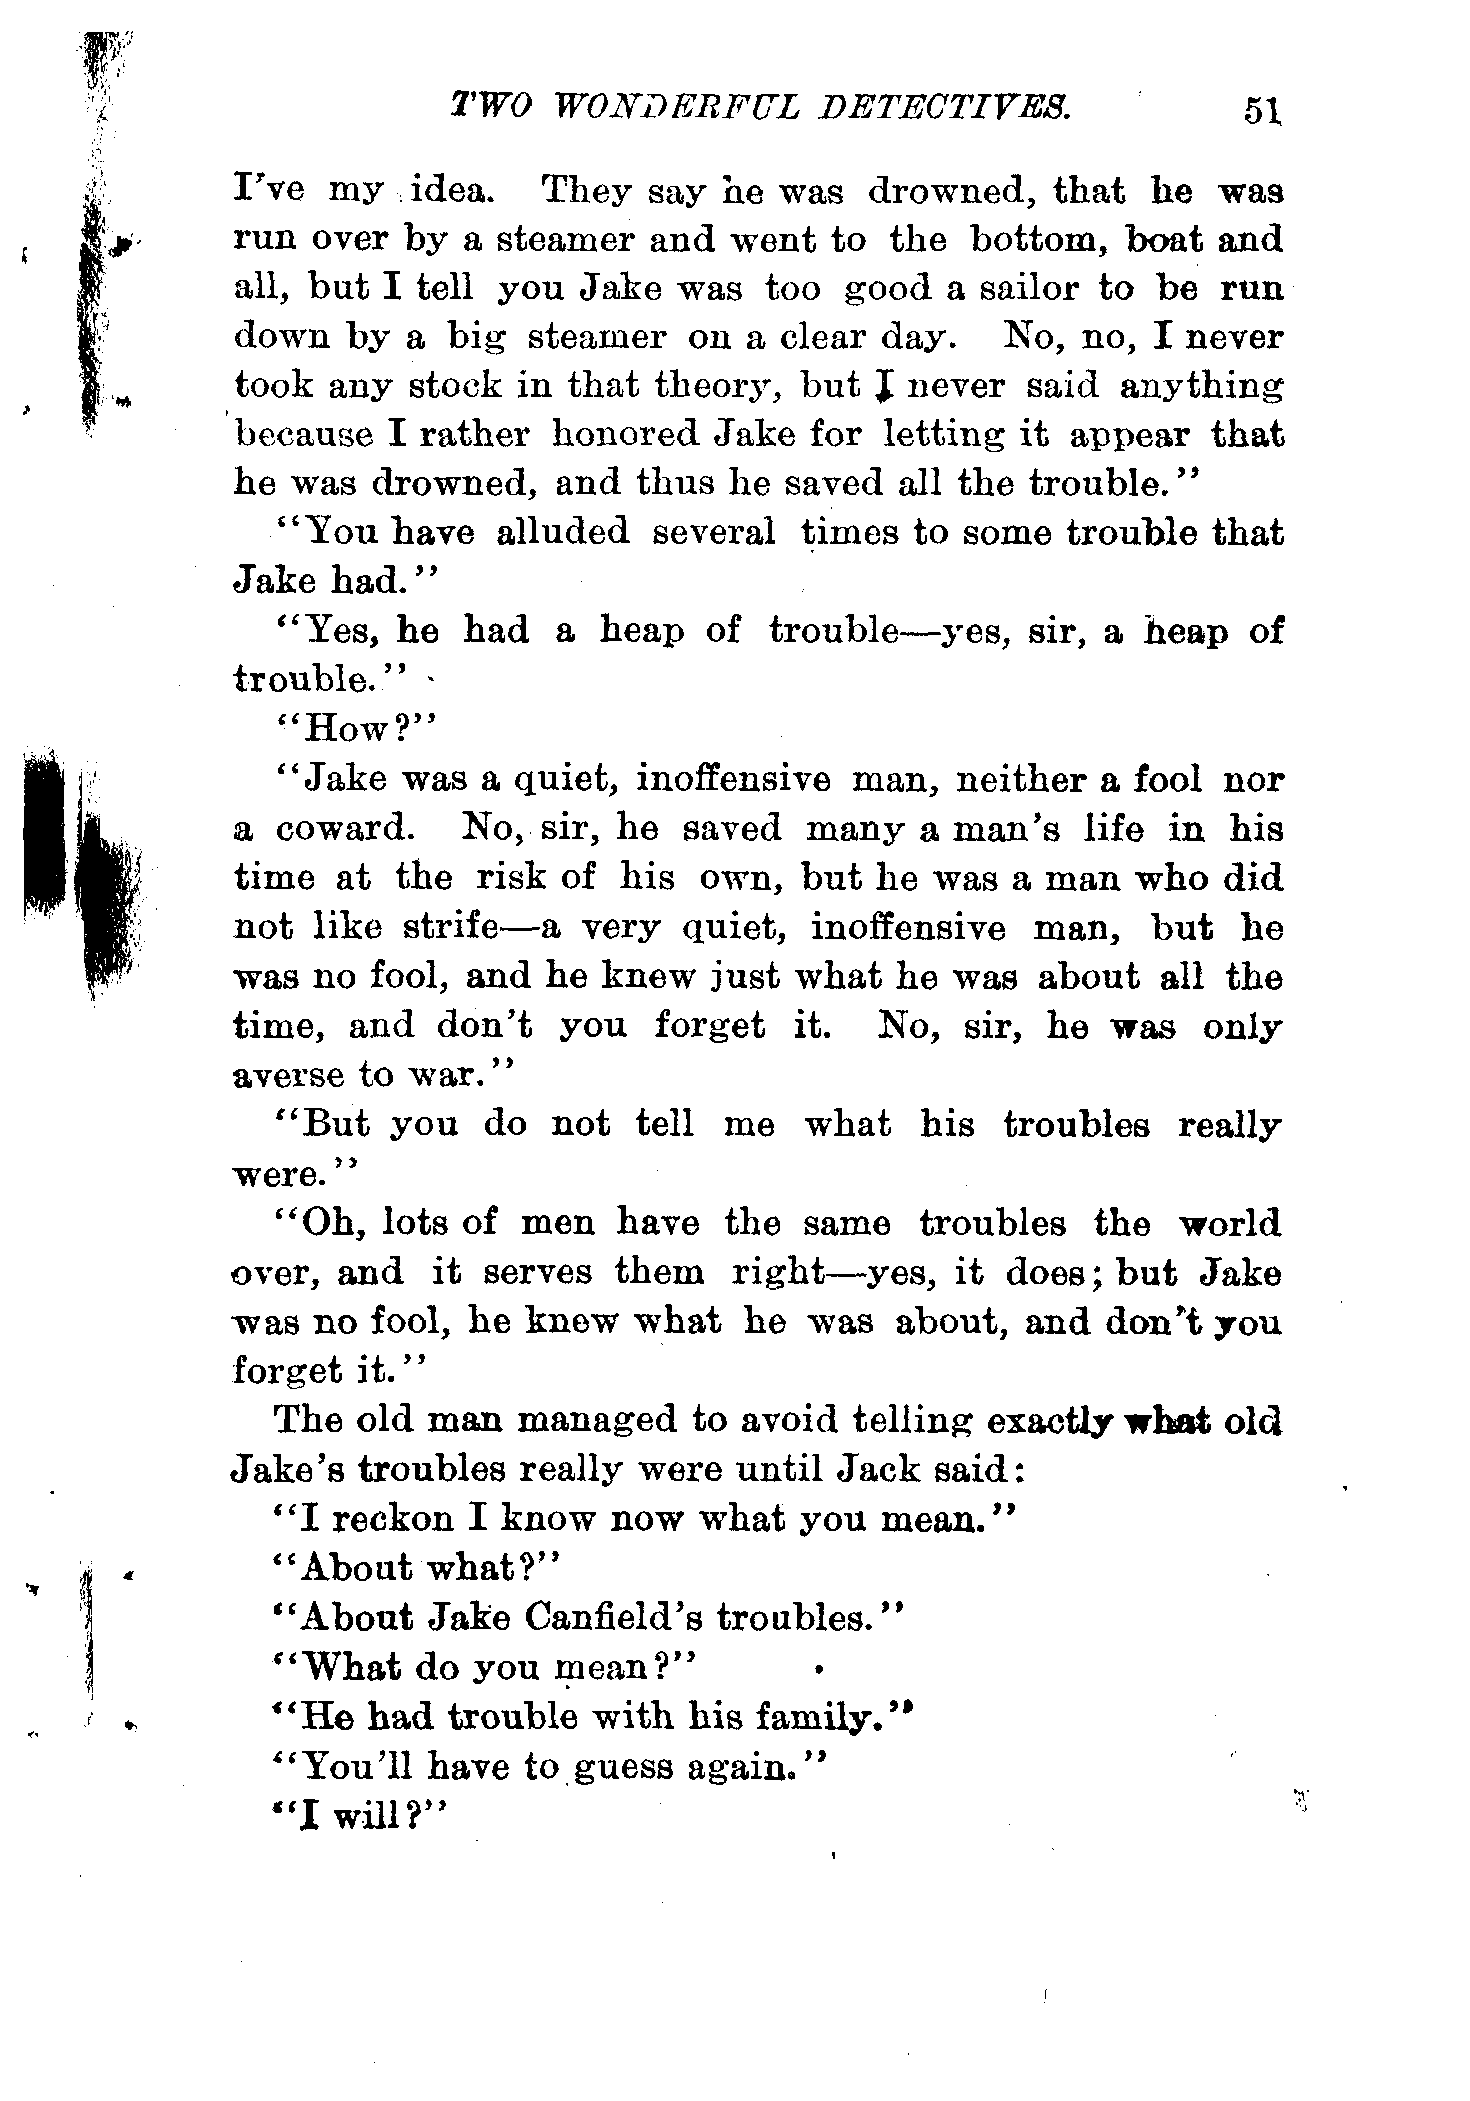 TWO WONDERFUL DETECTIVES. 51
I've my idea. They say he was drowned, that he was
run over by a steamer and went to the bottom, boat and
all, but I tell you Jake was too good a sailor to be run
down by a big steamer on a clear day. No, no, I never
took any stock in that theory, but I never said anything
because I rather honored Jake for letting it appear that
he was drowned, and thus he saved all the trouble."
"You have alluded several times to some trouble that
Jake had."
"Yes, he had a heap of trouble—yes, sir, a heap of
trouble."
"How?"
"Jake was a quiet, inoffensive man, neither a fool nor
a coward. No, sir, he saved many a man's life in his
time at the risk of his own, but he was a man who did
not like strife—a very quiet, inoffensive man, but he
was no fool, and he knew just what he was about all the
time, and don't you forget it. No, sir, he was only
averse to war."
"But you do not tell me what his troubles really
were."
"Oh, lots of men have the same troubles the world
over, and it serves them right—yes, it does; but Jake
was no fool, he knew what he was about, and don't you
forget it."
The old man managed to avoid telling exactly what old
Jake's troubles really were until Jack said:
"I reckon I know now what you mean."
"About what?"
"About Jake Canfield's troubles."
"What do you mean?"
"He had trouble with his family."
"You'll have to guess again."
"I will?"